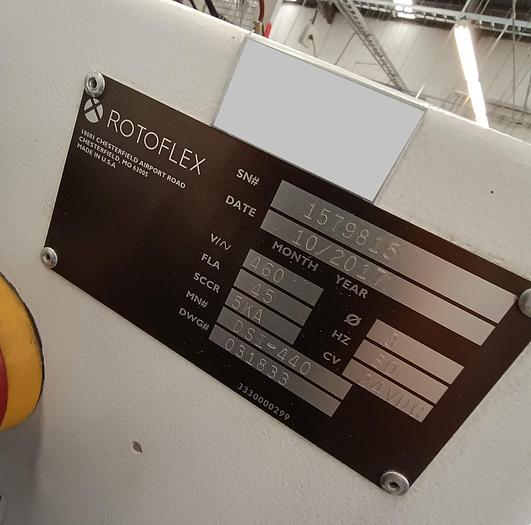 ROTOFLEX
18081 CHESTERFIELD AIRPORT ROAD
CHESTERFIELD, MO 63005
MADE IN U.S.A
SN# 1579815
DATE 10/2017
MONTH YEAR
V/~ 460
FLA 45
SCCR 5KA
MN# DSI-440
DWG# 031833
Ø 3
HZ
CV 24VDC
3330000299